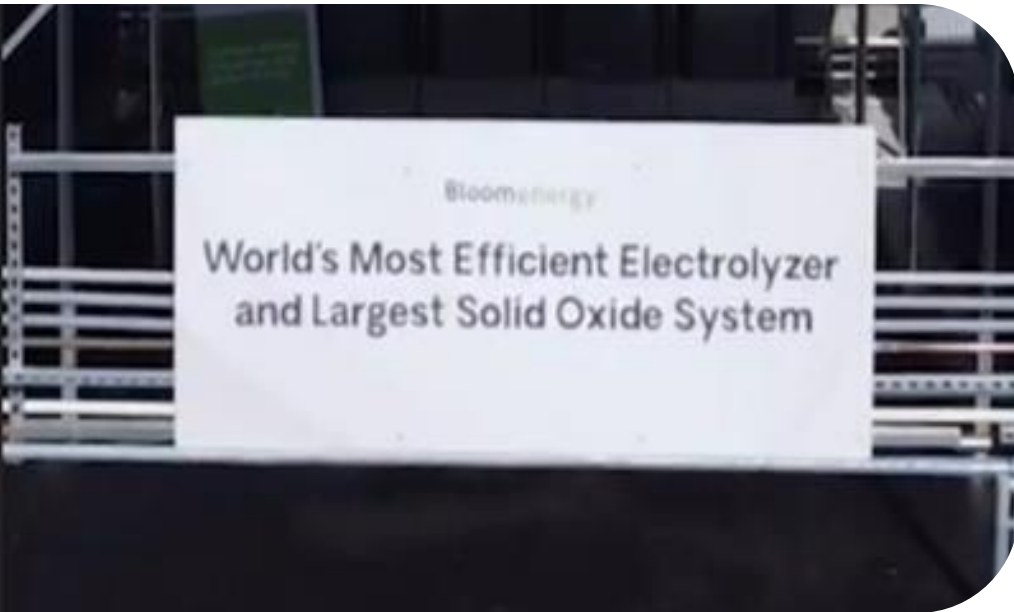 Bloomenergy
World's Most Efficient Electrolyzer
and Largest Solid Oxide System